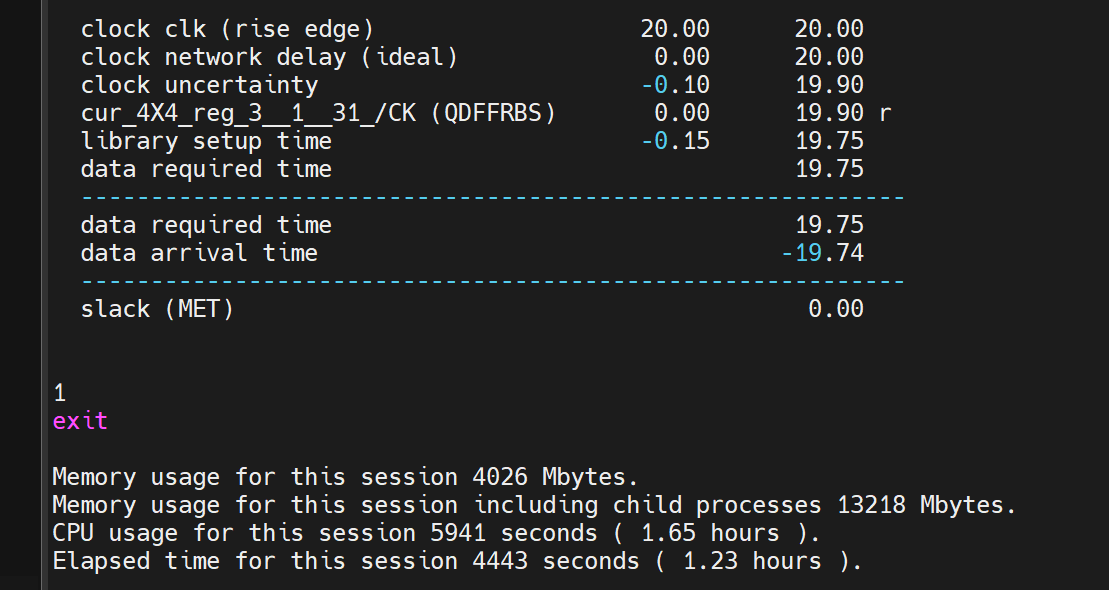 clock clk (rise edge) 20.00 20.00
clock network delay (ideal) 0.00 20.00
clock uncertainty -0.10 19.90
cur_4X4_reg_3__1__31_/CK (QDFFRBS) 0.00 19.90 r
library setup time -0.15 19.75
data required time 19.75
-----------------------------------------------------------
data required time 19.75
data arrival time -19.74
-----------------------------------------------------------
slack (MET) 0.00
1
exit
Memory usage for this session 4026 Mbytes.
Memory usage for this session including child processes 13218 Mbytes.
CPU usage for this session 5941 seconds ( 1.65 hours ).
Elapsed time for this session 4443 seconds ( 1.23 hours ).